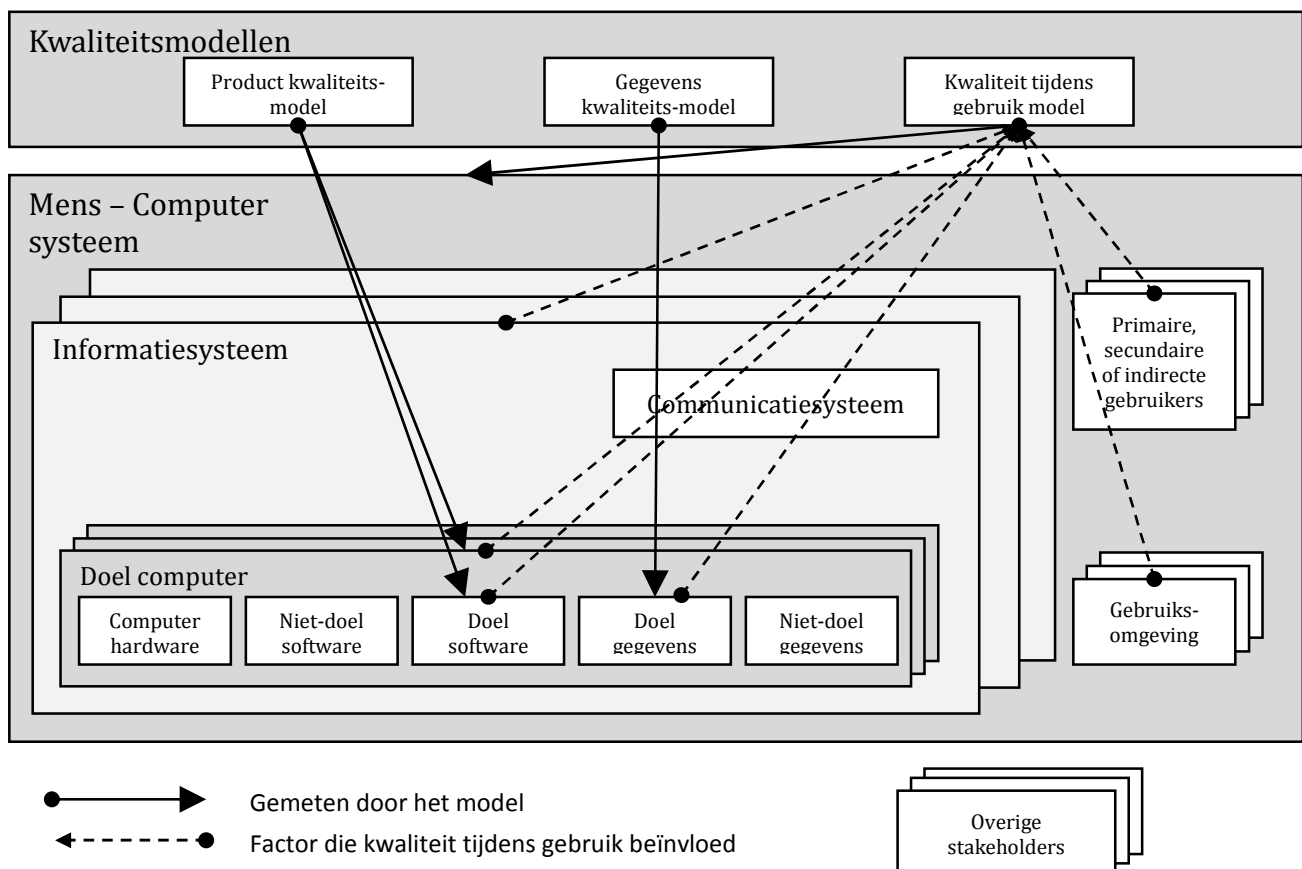 Kwaliteitsmodellen
Product kwaliteits-
model
Gegevens
kwaliteits-model
Kwaliteit tijdens
gebruik model
Mens – Computer
systeem
Informatiesysteem
Communicatiesysteem
Primaire,
secundaire
of indirecte
gebruikers
Doel computer
Computer
hardware
Niet-doel
software
Doel
software
Doel
gegevens
Niet-doel
gegevens
Gebruiks-
omgeving
Gemeten door het model
Factor die kwaliteit tijdens gebruik beïnvloed
Overige
stakeholders